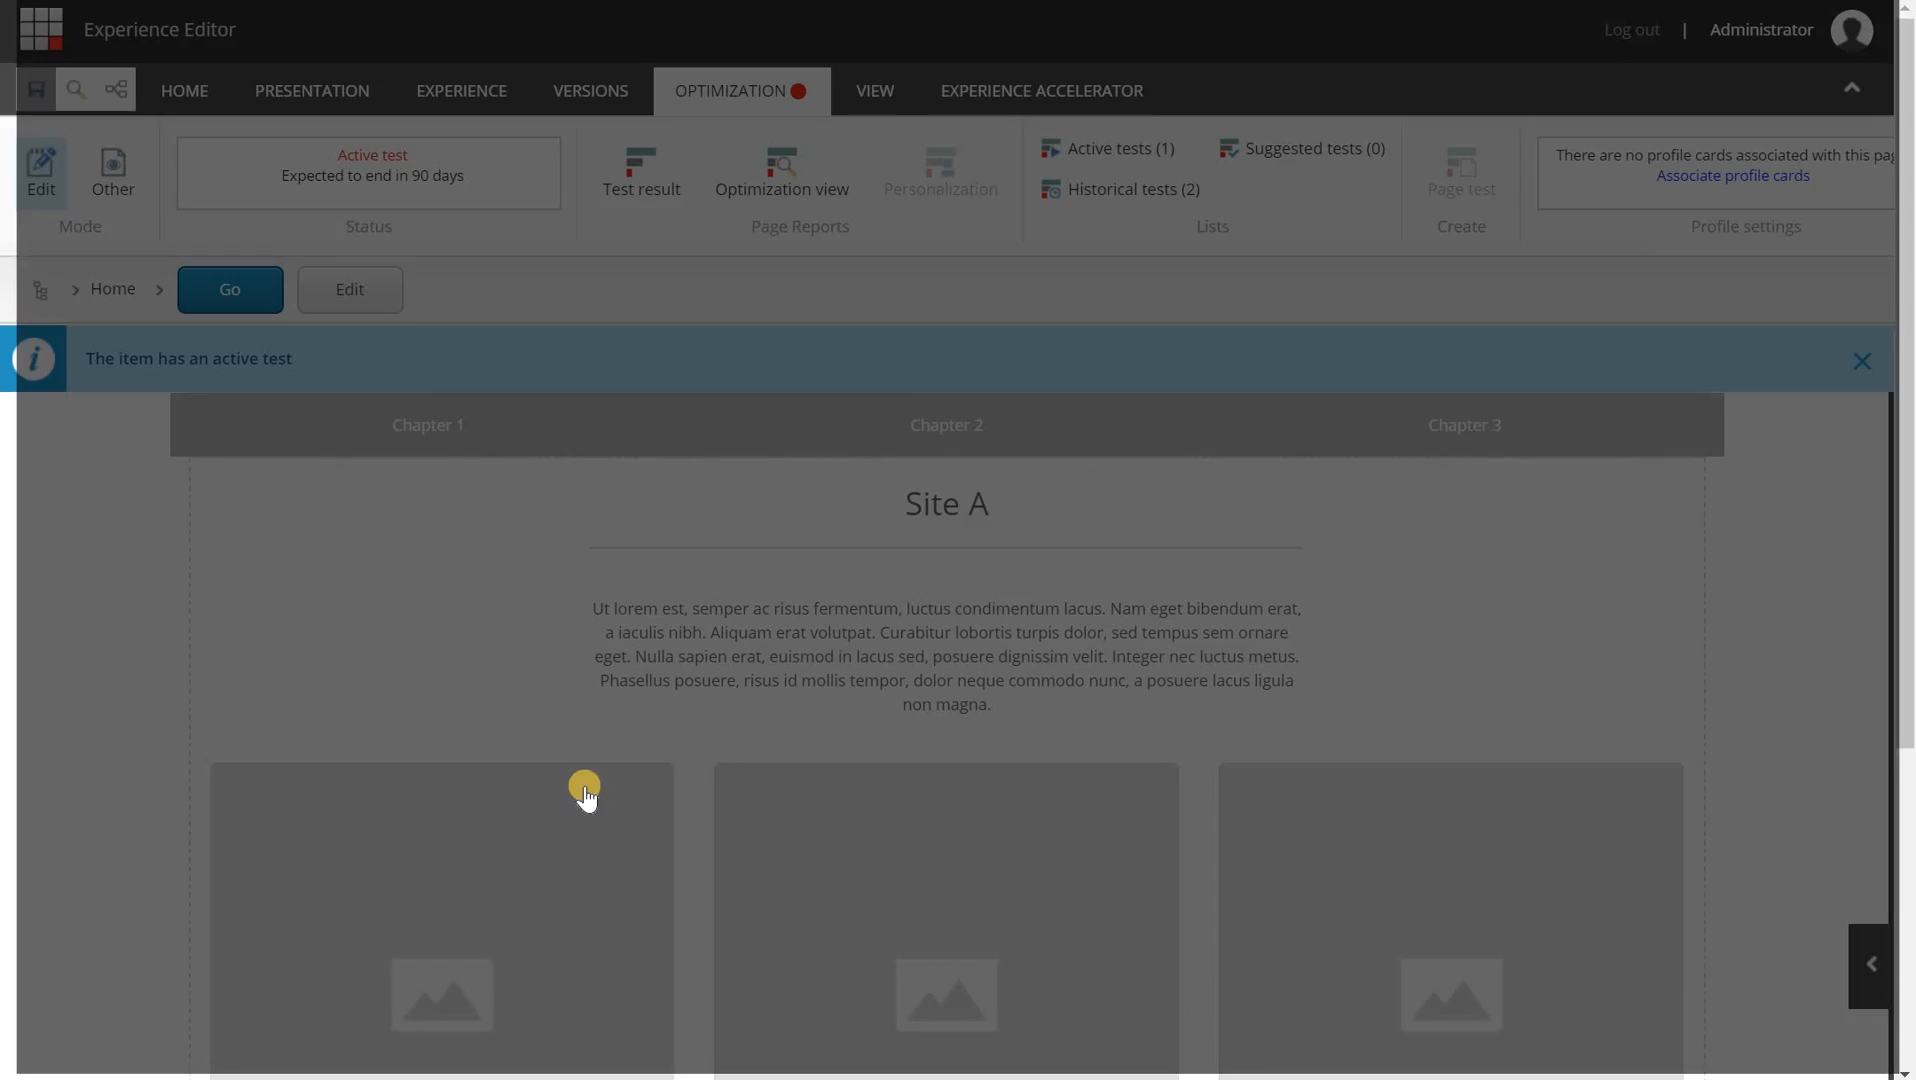 Experience Editor
Log out | Administrator
HOME PRESENTATION EXPERIENCE VERSIONS OPTIMIZATION VIEW EXPERIENCE ACCELERATOR
Edit
Other
Mode
Active test
Expected to end in 90 days
Status
Test result
Optimization view
Personalization
Page Reports
Active tests (1)
Suggested tests (0)
Historical tests (2)
Lists
Page test
Create
There are no profile cards associated with this pag
Associate profile cards
Profile settings
Home
Go
Edit
The item has an active test
Chapter 1 Chapter 2 Chapter 3
Site A
Ut lorem est, semper ac risus fermentum, luctus condimentum lacus. Nam eget bibendum erat,
a iaculis nibh. Aliquam erat volutpat. Curabitur lobortis turpis dolor, sed tempus sem ornare
eget. Nulla sapien erat, euismod in lacus sed, posuere dignissim velit. Integer nec luctus metus.
Phasellus posuere, risus id mollis tempor, dolor neque commodo nunc, a posuere lacus ligula
non magna.